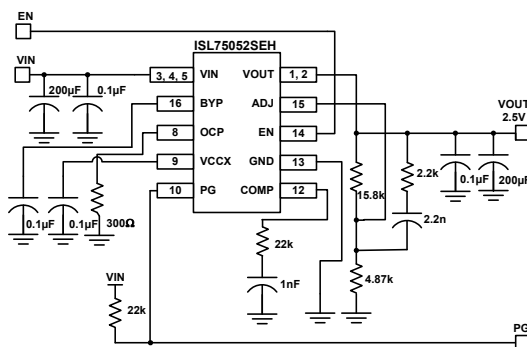 EN
ISL75052SEH
VIN
3, 4, 5 VIN VOUT 1, 2
200µF 0.1µF
16 BYP ADJ 15
VOUT
2.5V
8 OCP EN 14
9 VCCX GND 13
10 PG COMP 12
15.8k 2.2k 0.1µF 200µF
2.2n
0.1µF 0.1µF 300Ω
22k
1nF
4.87k
VIN
22k
PG